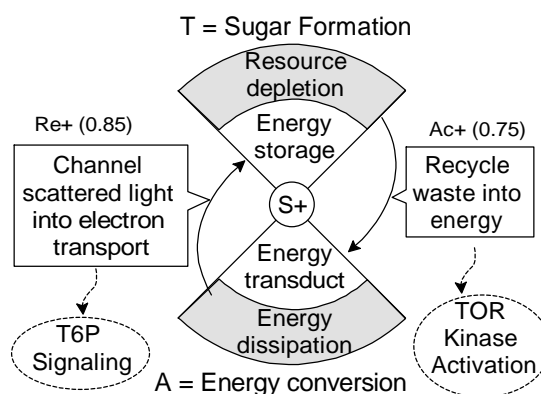 T = Sugar Formation
Resource
depletion
Energy
storage
Re+ (0.85)
Channel
scattered light
into electron
transport
Ac+ (0.75)
Recycle
waste into
energy
S+
Energy
transduct
Energy
dissipation
T6P
Signaling
TOR
Kinase
Activation
A = Energy conversion